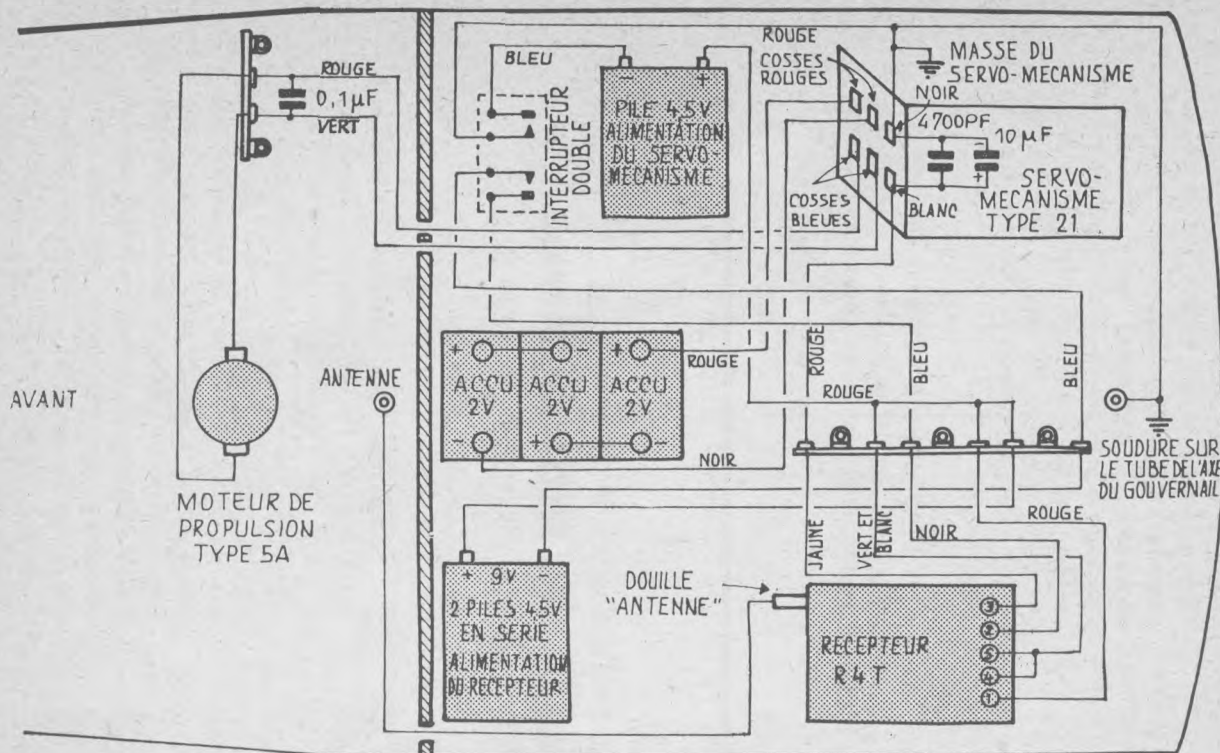 ROUGE
0,1µF
VERT
AVANT
MOTEUR DE
PROPULSION
TYPE 5A
ANTENNE
BLEU
INTERRUPTEUR
DOUBLE
- +
PILE 4,5V
ALIMENTATION
DU SERVO-
MECANISME
ROUGE
COSSES
ROUGES
MASSE DU
SERVO-MECANISME
NOIR
4700PF
10µF
- +
SERVO-
MECANISME
TYPE 21
COSSES
BLEUES
BLANC
+ - +
ACCU ACCU ACCU
2V 2V 2V
- + -
ROUGE
NOIR
ROUGE
BLEU
BLEU
ROUGE
SOUDURE SUR
LE TUBE DE L'AXE
DU GOUVERNAIL
JAUNE
VERT ET
BLANC
NOIR
ROUGE
+ 9V -
2 PILES 4,5V
EN SERIE
ALIMENTATION
DU RECEPTEUR
DOUILLE
"ANTENNE"
RECEPTEUR
R4T
3
2
5
4
1